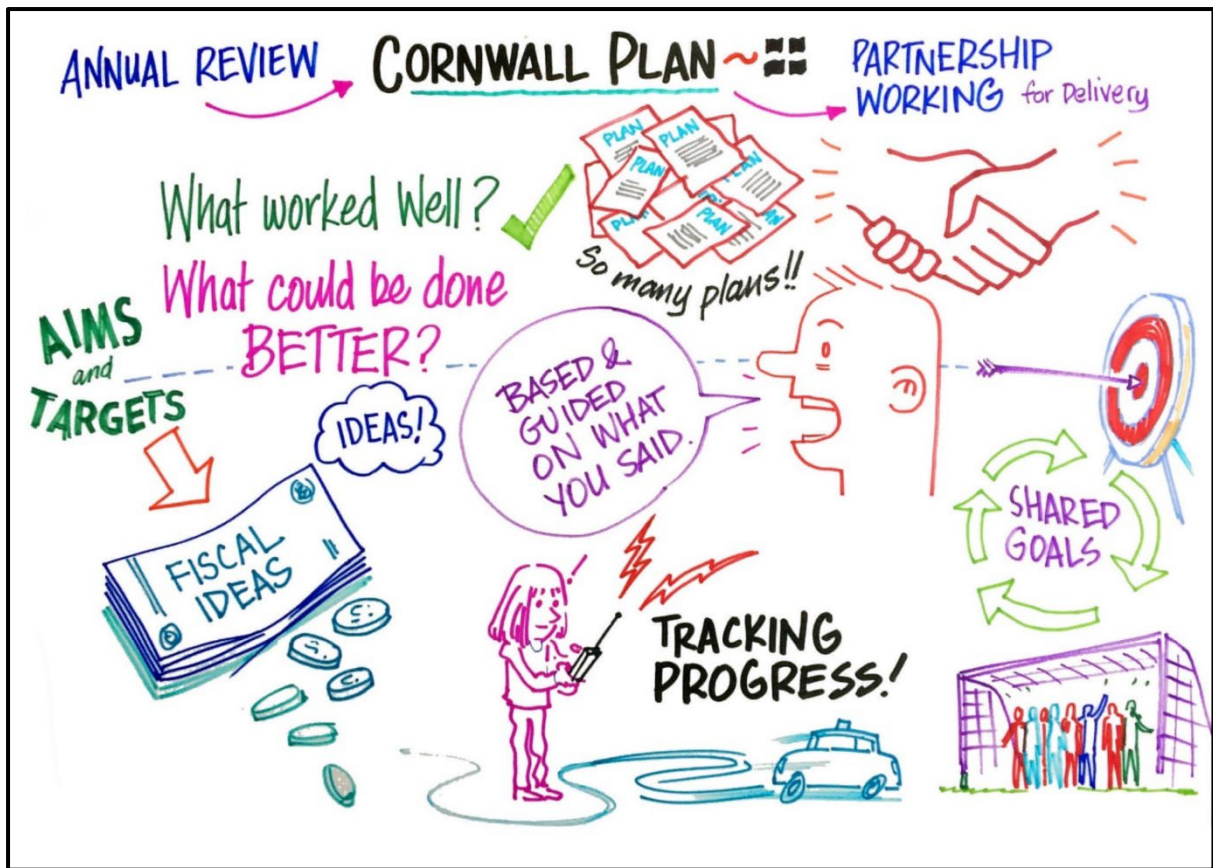 ANNUAL REVIEW
CORNWALL PLAN ~
PARTNERSHIP
WORKING for Delivery
PLAN
PLAN
PLAN
PLAN
PLAN
So many plans!!
What worked Well?
What could be done
BETTER?
AIMS
and
TARGETS
IDEAS!
BASED &
GUIDED
ON WHAT
YOU SAID.
FISCAL
IDEAS
SHARED
GOALS
TRACKING
PROGRESS!